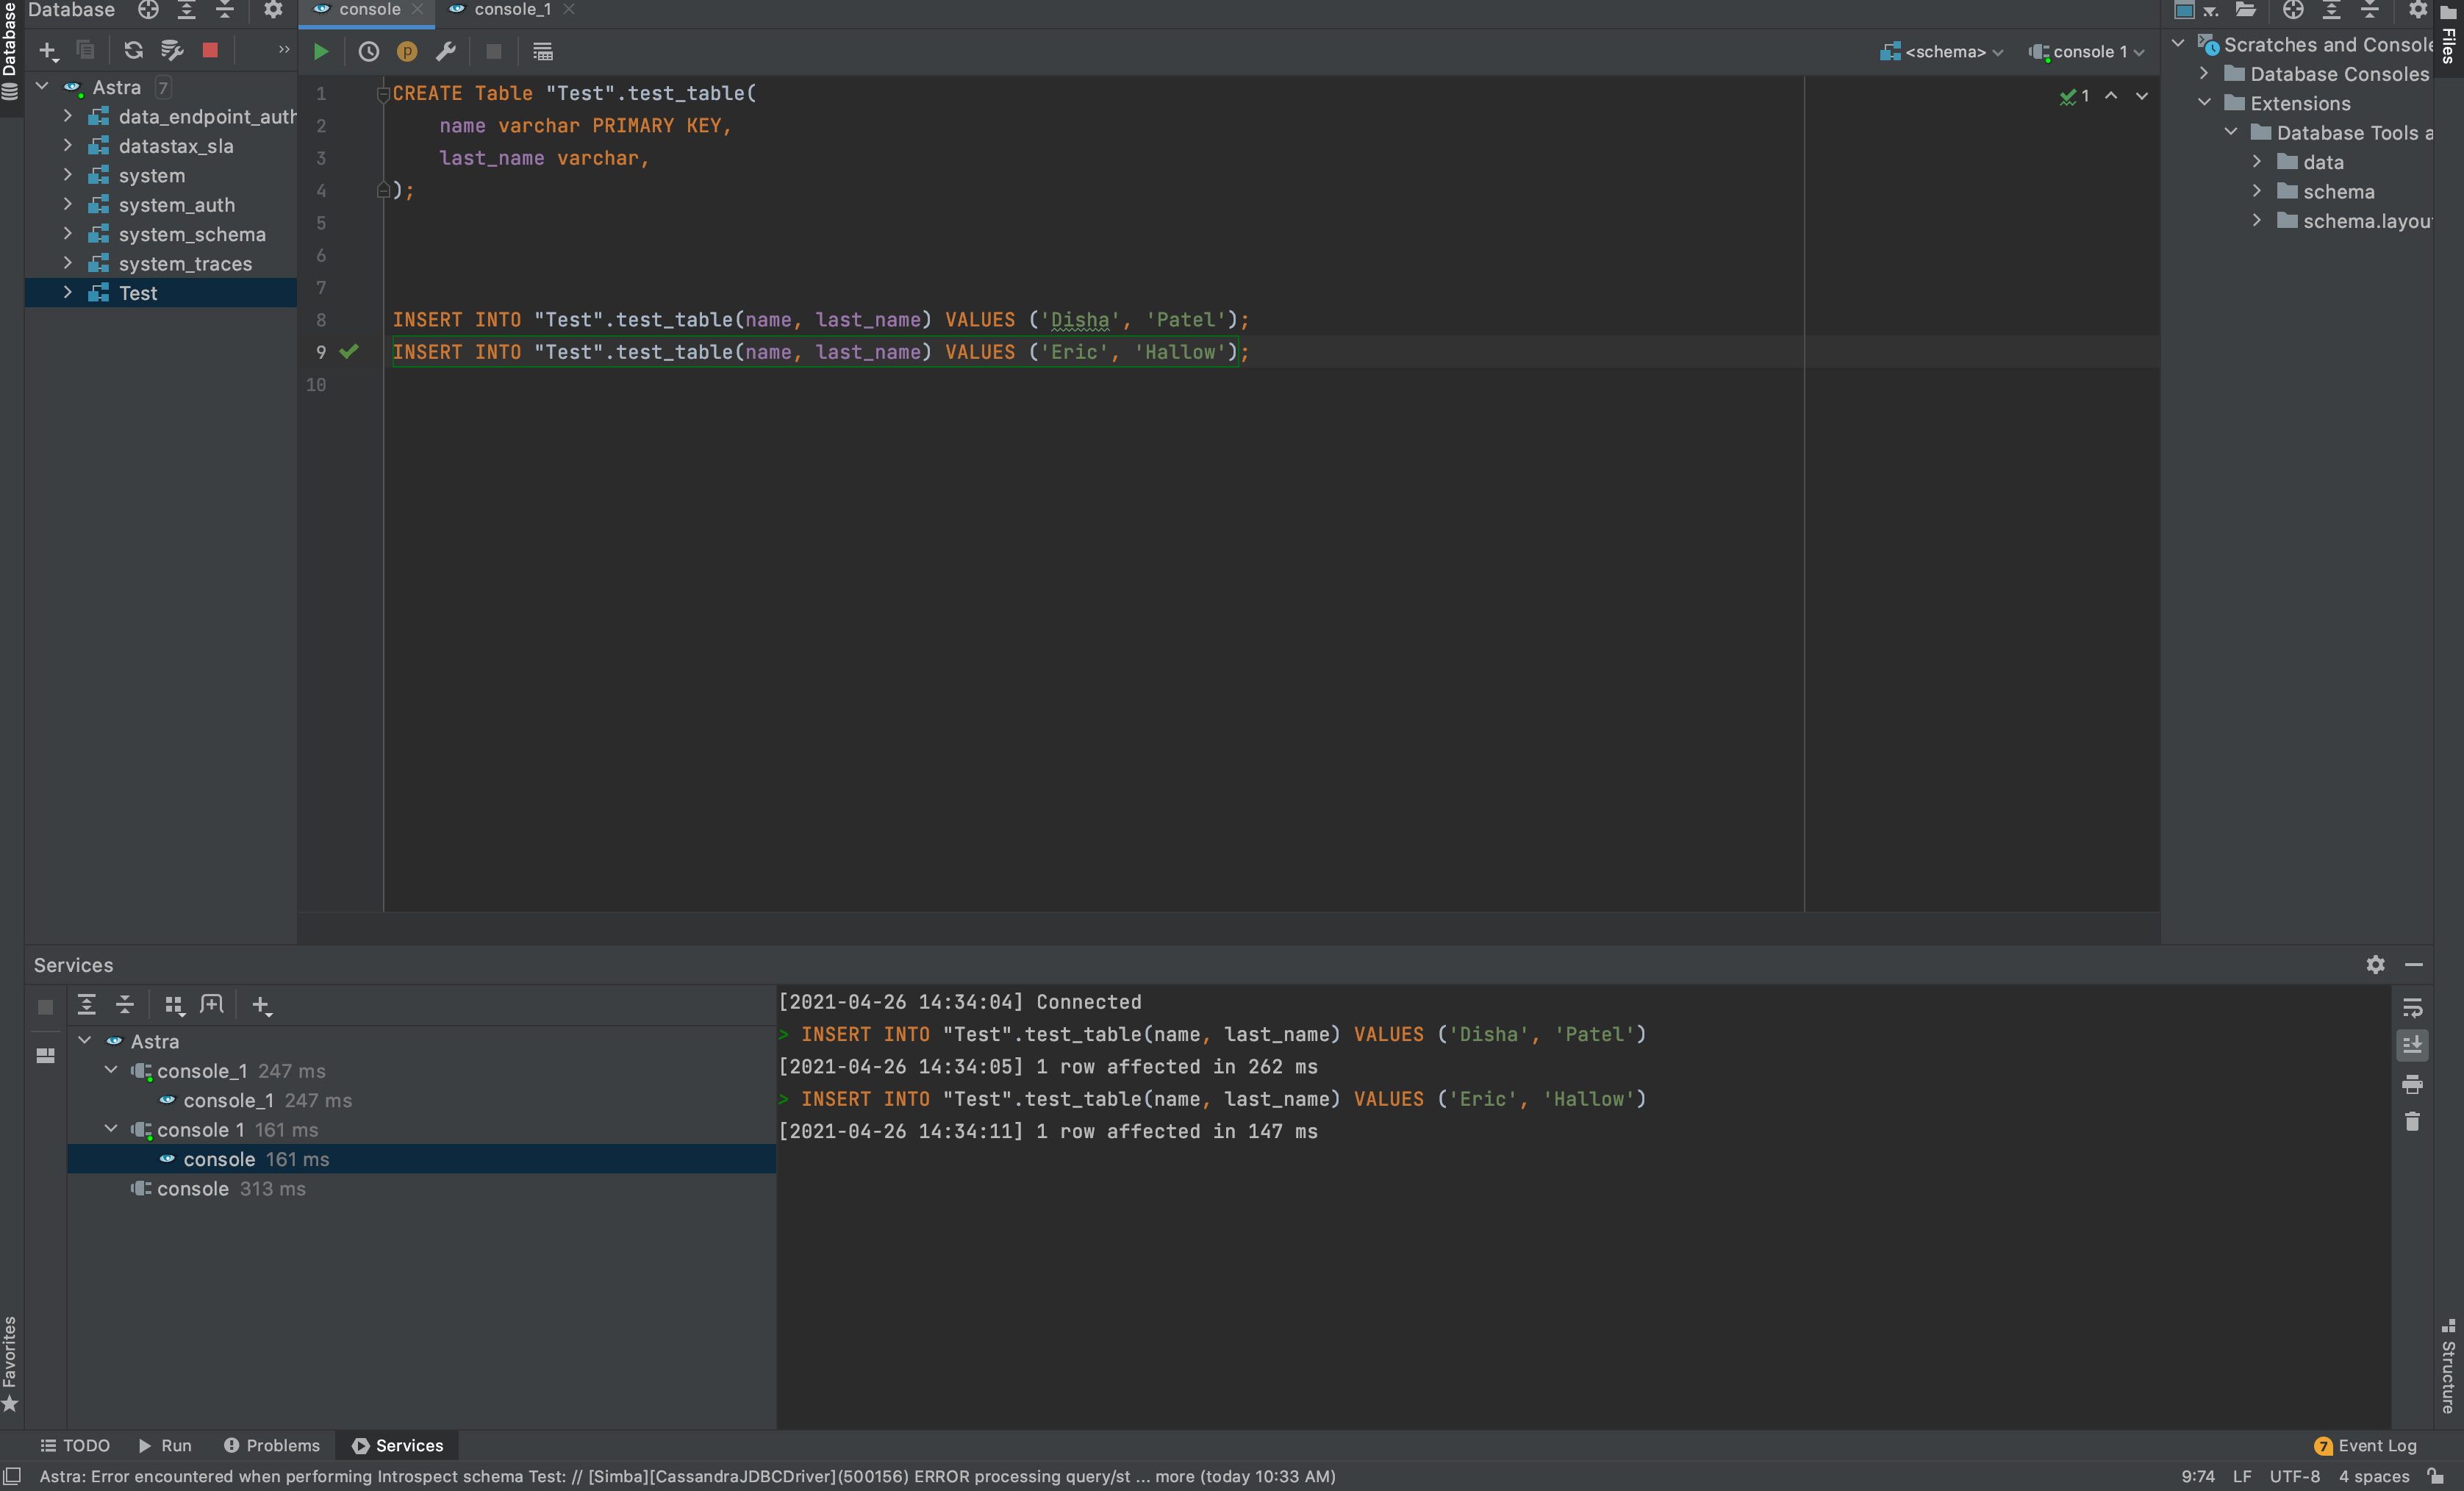 Database
console
console_1
Database
Files
<schema>
console 1
Astra 7
data_endpoint_auth
datastax_sla
system
system_auth
system_schema
system_traces
Test
1 CREATE Table "Test".test_table(
2 name varchar PRIMARY KEY,
3 last_name varchar,
4 );
5
6
7
8 INSERT INTO "Test".test_table(name, last_name) VALUES ('Disha', 'Patel');
9 INSERT INTO "Test".test_table(name, last_name) VALUES ('Eric', 'Hallow');
10
1
Scratches and Console
Database Consoles
Extensions
Database Tools a
data
schema
schema.layou
Services
Astra
console_1 247 ms
console_1 247 ms
console 1 161 ms
console 161 ms
console 313 ms
[2021-04-26 14:34:04] Connected
> INSERT INTO "Test".test_table(name, last_name) VALUES ('Disha', 'Patel')
[2021-04-26 14:34:05] 1 row affected in 262 ms
> INSERT INTO "Test".test_table(name, last_name) VALUES ('Eric', 'Hallow')
[2021-04-26 14:34:11] 1 row affected in 147 ms
Favorites
Structure
TODO
Run
Problems
Services
7 Event Log
Astra: Error encountered when performing Introspect schema Test: // [Simba][CassandraJDBCDriver](500156) ERROR processing query/st ... more (today 10:33 AM)
9:74 LF UTF-8 4 spaces